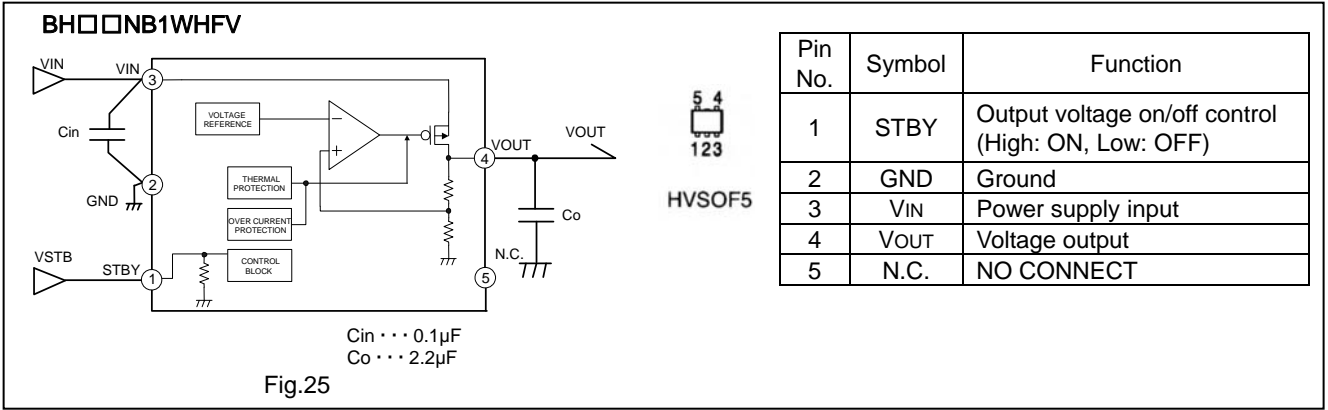 BH□□NB1WHFV
VIN
VIN
3
VOLTAGE
REFERENCE
−
+
Cin
VOUT
VOUT
4
THERMAL
PROTECTION
2
GND
OVER CURRENT
PROTECTION
Co
VSTB
STBY
1
CONTROL
BLOCK
N.C.
5
Cin ・・・ 0.1µF
Co ・・・ 2.2µF
Fig.25
5 4
1 2 3
HVSOF5
Pin No. Symbol Function
1 STBY Output voltage on/off control (High: ON, Low: OFF)
2 GND Ground
3 VIN Power supply input
4 VOUT Voltage output
5 N.C. NO CONNECT